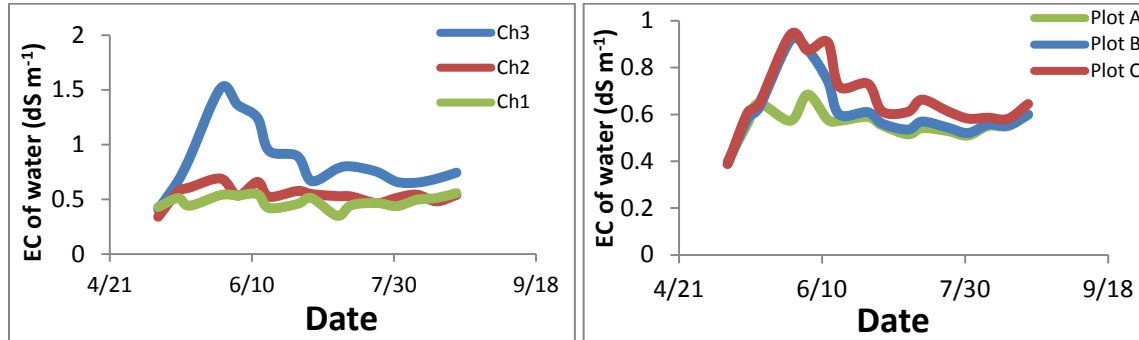 EC of water (dS m⁻¹)
2
1.5
1
0.5
0
4/21 6/10 7/30 9/18
Date
Ch3
Ch2
Ch1
EC of water (dS m⁻¹)
1
0.8
0.6
0.4
0.2
0
4/21 6/10 7/30 9/18
Date
Plot A
Plot B
Plot C